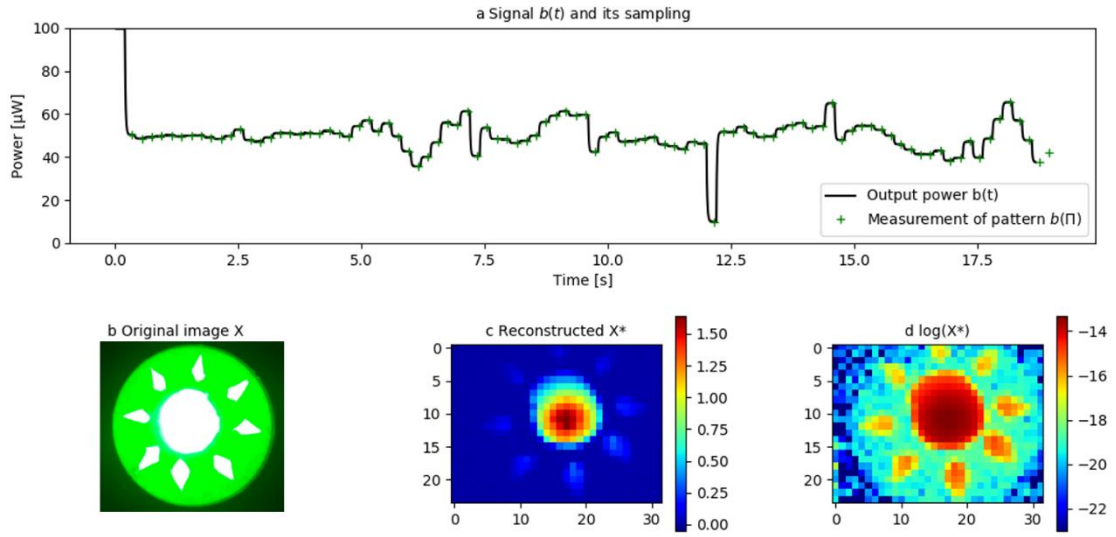 a Signal b(t) and its sampling
100
80
60
40
20
0
Power [μW]
Output power b(t)
Measurement of pattern b(Π)
0.0 2.5 5.0 7.5 10.0 12.5 15.0 17.5
Time [s]
b Original image X
c Reconstructed X*
0
5
10
15
20
0 10 20 30
1.50
1.25
1.00
0.75
0.50
0.25
0.00
d log(X*)
0
5
10
15
20
0 10 20 30
−14
−16
−18
−20
−22